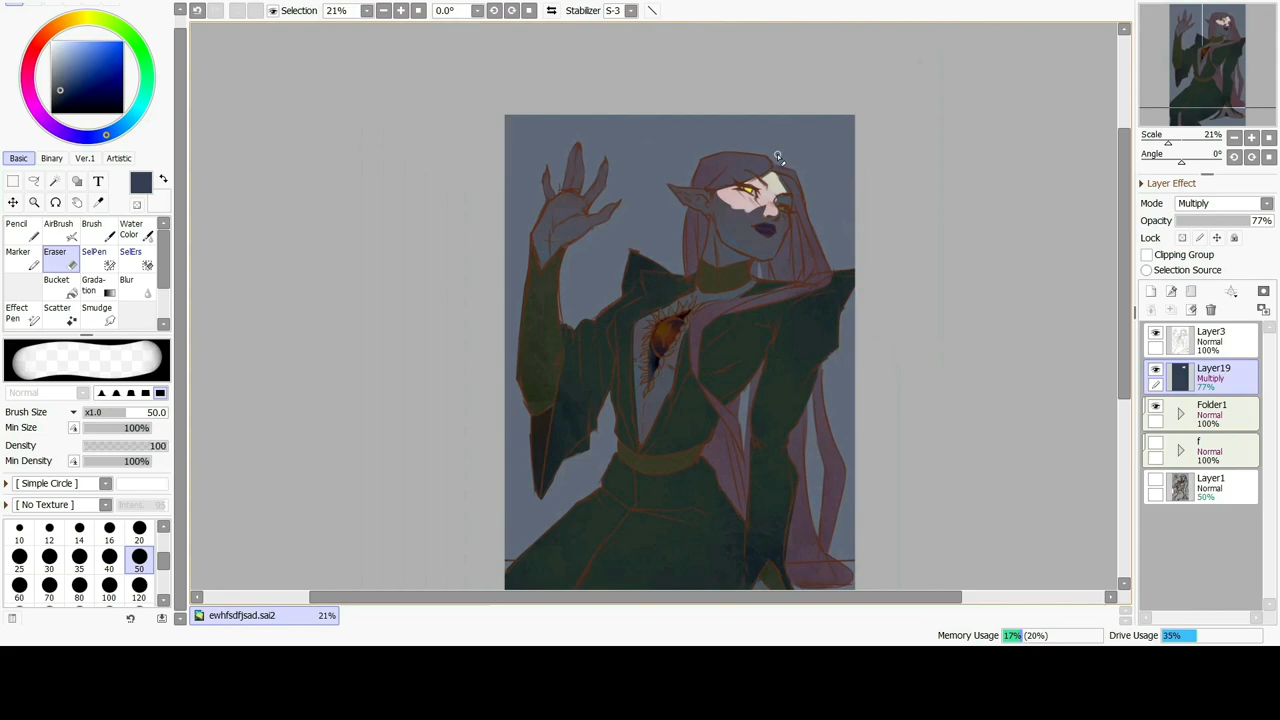 Selection 21% 0.0° Stabilizer S-3
Basic Binary Ver.1 Artistic
Pencil AirBrush Brush Water Color
Marker Eraser SelPen SelErs
Bucket Gradation Blur
Effect Pen Scatter Smudge
Normal
Brush Size x1.0 50.0
Min Size 100%
Density 100
Min Density 100%
[ Simple Circle ]
[ No Texture ] Intens. 95
10 12 14 16 20
25 30 35 40 50
60 70 80 100 120
ewhfsdfjsad.sai2 21%
Memory Usage 17% (20%) Drive Usage 35%
Scale 21%
Angle 0°
Layer Effect
Mode Multiply
Opacity 77%
Lock
Clipping Group
Selection Source
Layer3
Normal
100%
Layer19
Multiply
77%
Folder1
Normal
100%
f
Normal
100%
Layer1
Normal
50%